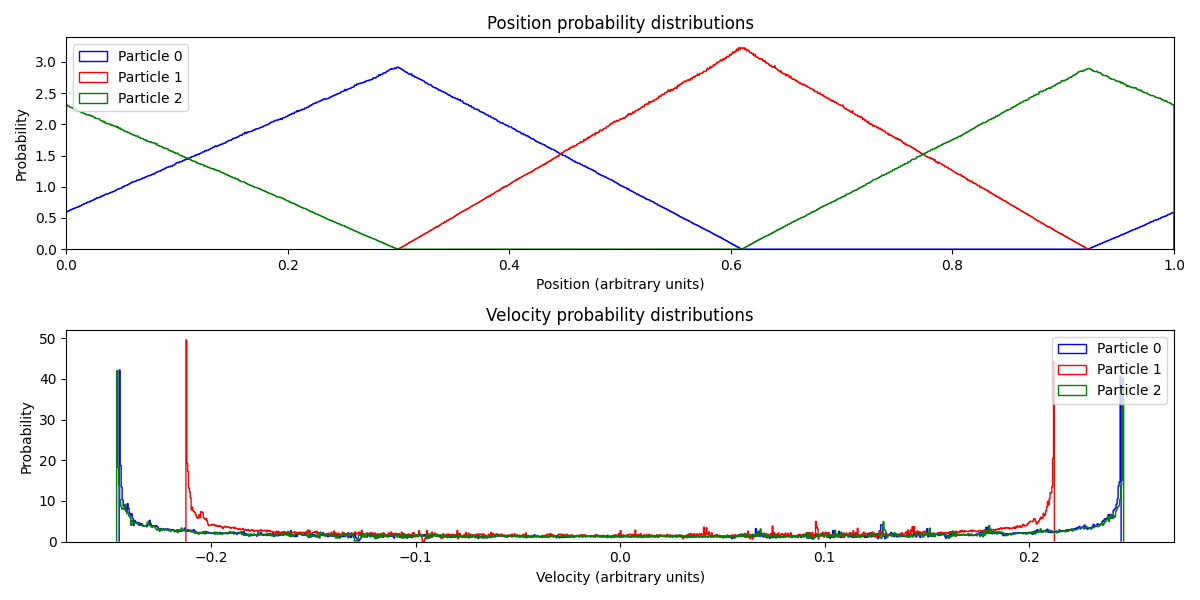 Position probability distributions
Probability
3.0
2.5
2.0
1.5
1.0
0.5
0.0
Particle 0
Particle 1
Particle 2
0.0 0.2 0.4 0.6 0.8 1.0
Position (arbitrary units)
Velocity probability distributions
Probability
50
40
30
20
10
0
Particle 0
Particle 1
Particle 2
−0.2 −0.1 0.0 0.1 0.2
Velocity (arbitrary units)